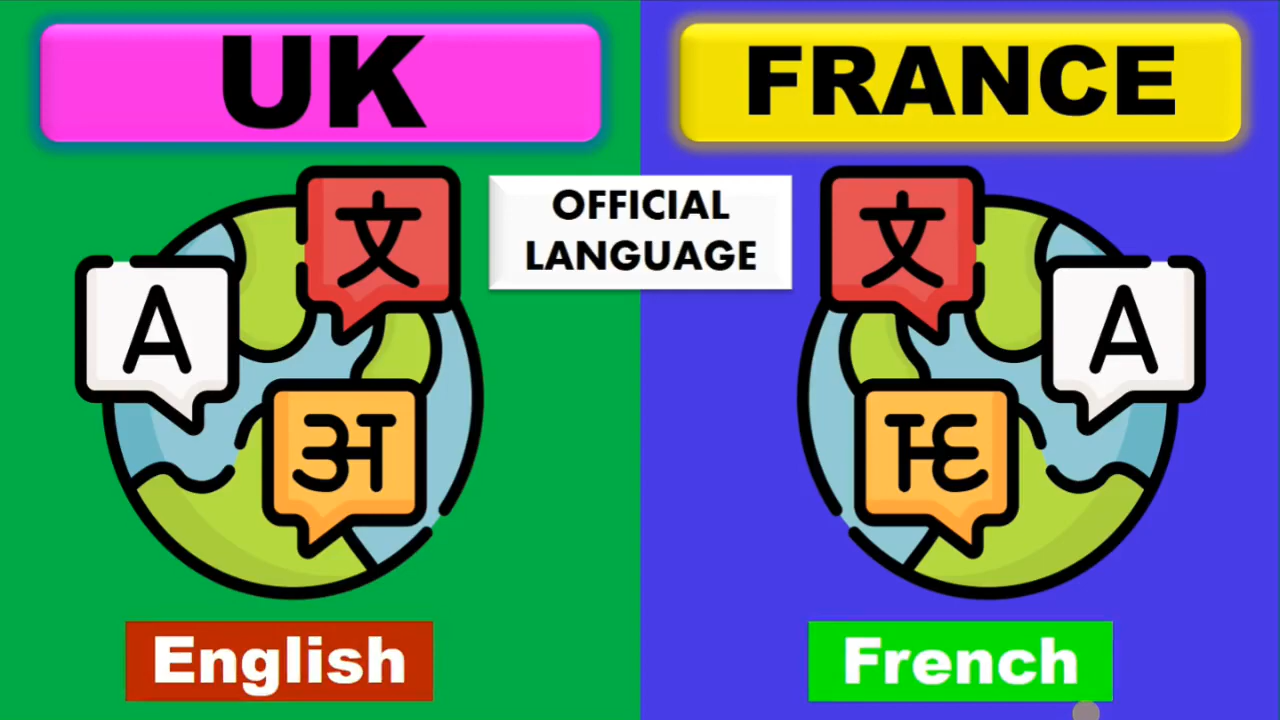 UK
FRANCE
OFFICIAL
LANGUAGE
文
A
अ
文
A
English
French